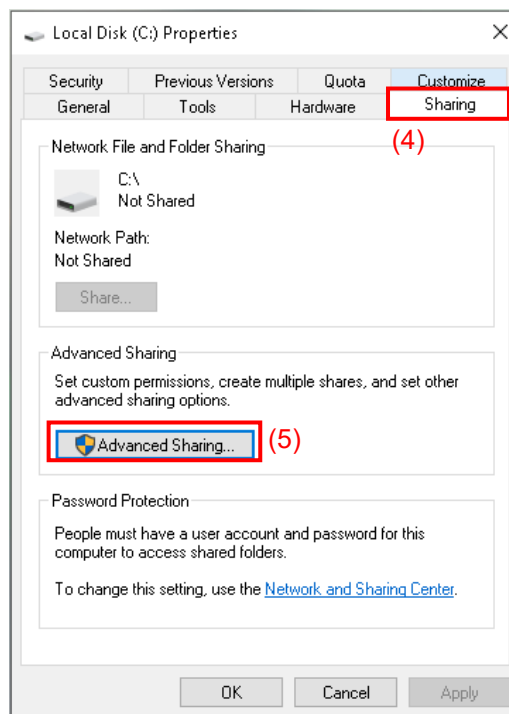 Local Disk (C:) Properties
Security Previous Versions Quota Customize
General Tools Hardware Sharing
(4)
Network File and Folder Sharing
C:\
Not Shared
Network Path:
Not Shared
Share...
Advanced Sharing
Set custom permissions, create multiple shares, and set other
advanced sharing options.
Advanced Sharing... (5)
Password Protection
People must have a user account and password for this
computer to access shared folders.
To change this setting, use the Network and Sharing Center.
OK Cancel Apply